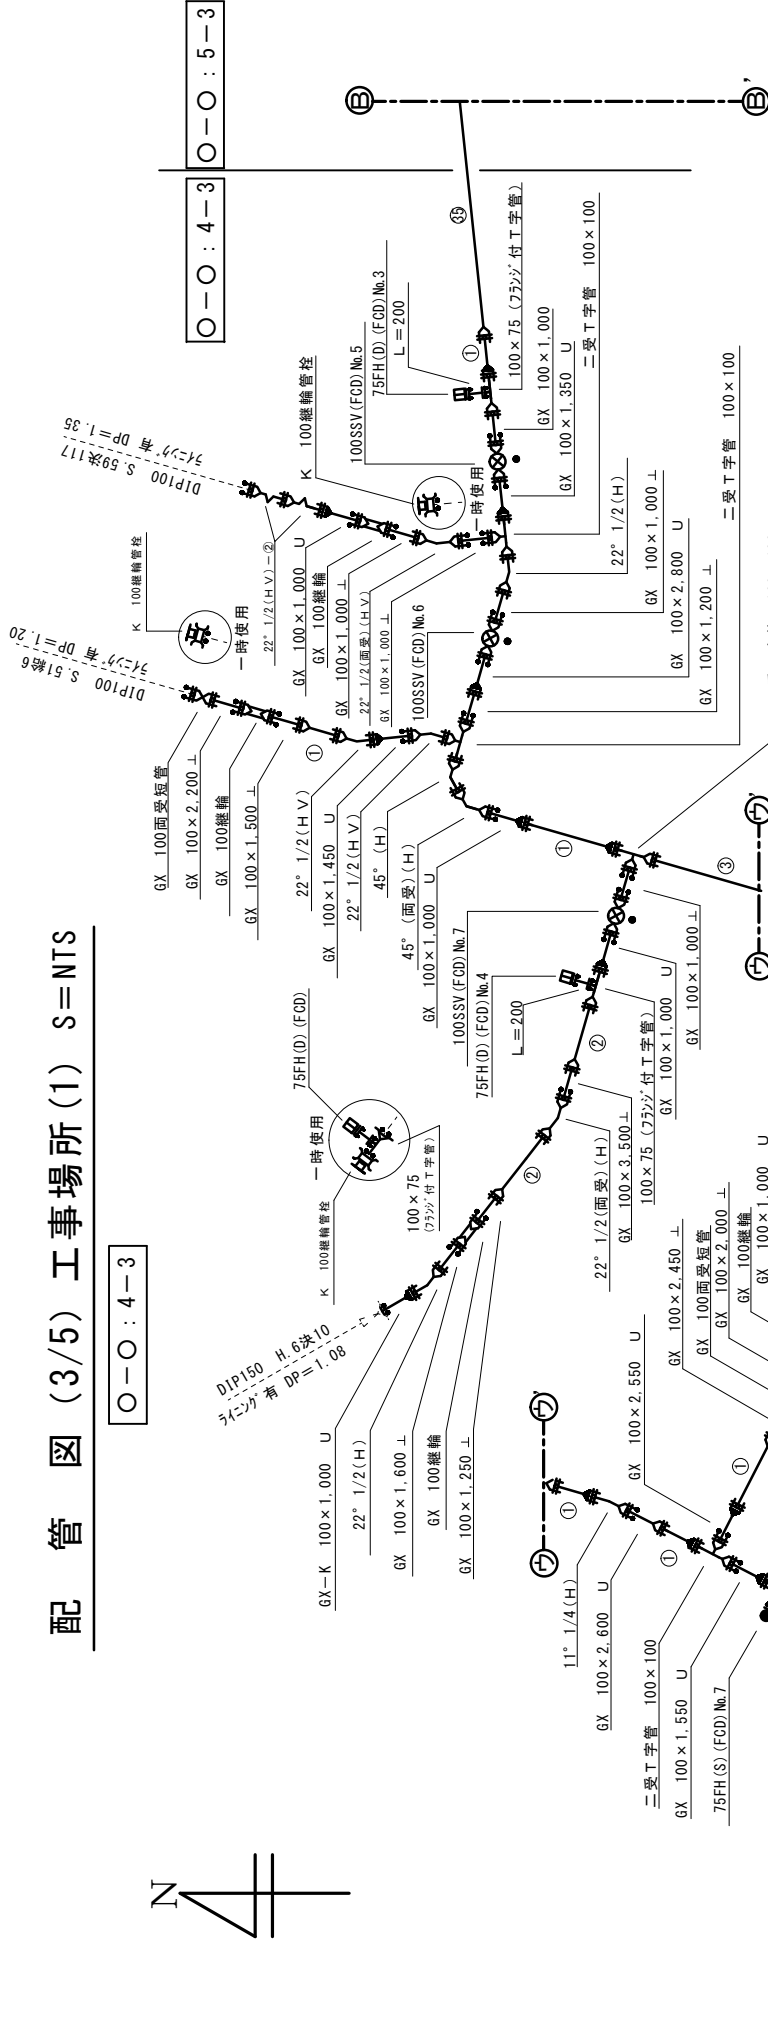 配管図(3/5) 工事場所(1) S=NTS
〇―〇:4-3
〇―〇:4-3
〇―〇:5-3
N
B
B'
㉟
①
75FH(D)(FCD)No.3
L=200
100×75 (フランジ付T字管)
GX 100×1,000
GX 100×1,350 U
二受T字管 100×100
100SSV(FCD)No.5
K 100継輪管栓
一時使用
DIP100 S.59決117
ライニング有 DP=1.35
22° 1/2(HV)-②
GX 100×1,000 U
GX 100継輪
GX 100×1,000 ⊥
22° 1/2(両受)(HV)
GX 100×1,000 ⊥
100SSV(FCD)No.6
22° 1/2(H)
GX 100×1,000 ⊥
GX 100×2,800 U
GX 100×1,200 ⊥
二受T字管 100×100
K 100継輪管栓
一時使用
DIP100 S.51給6
ライニング有 DP=1.20
GX 100両受短管
GX 100×2,200 ⊥
GX 100継輪
GX 100×1,500 ⊥
①
22° 1/2(HV)
GX 100×1,450 U
22° 1/2(HV)
45° (H)
45° (両受)(H)
GX 100×1,000 U
①
③
ウ
ウ'
100SSV(FCD)No.7
75FH(D)(FCD)No.4
L=200
GX 100×1,000 ⊥
GX 100×1,000 U
100×75 (フランジ付T字管)
②
GX 100×3,500 ⊥
22° 1/2(両受)(H)
②
75FH(D)(FCD)
一時使用
K 100継輪管栓
100×75
(フランジ付T字管)
DIP150 H.6決10
ライニング有 DP=1.08
GX-K 100×1,000 U
22° 1/2(H)
GX 100×1,600 ⊥
GX 100継輪
GX 100×1,250 ⊥
ウ
ウ'
①
11° 1/4(H)
GX 100×2,600 U
①
二受T字管 100×100
GX 100×1,550 U
75FH(S)(FCD)No.7
GX 100×2,550 U
①
GX 100×2,450 ⊥
GX 100両受短管
GX 100×2,000 ⊥
GX 100継輪
GX 100×1,000 U